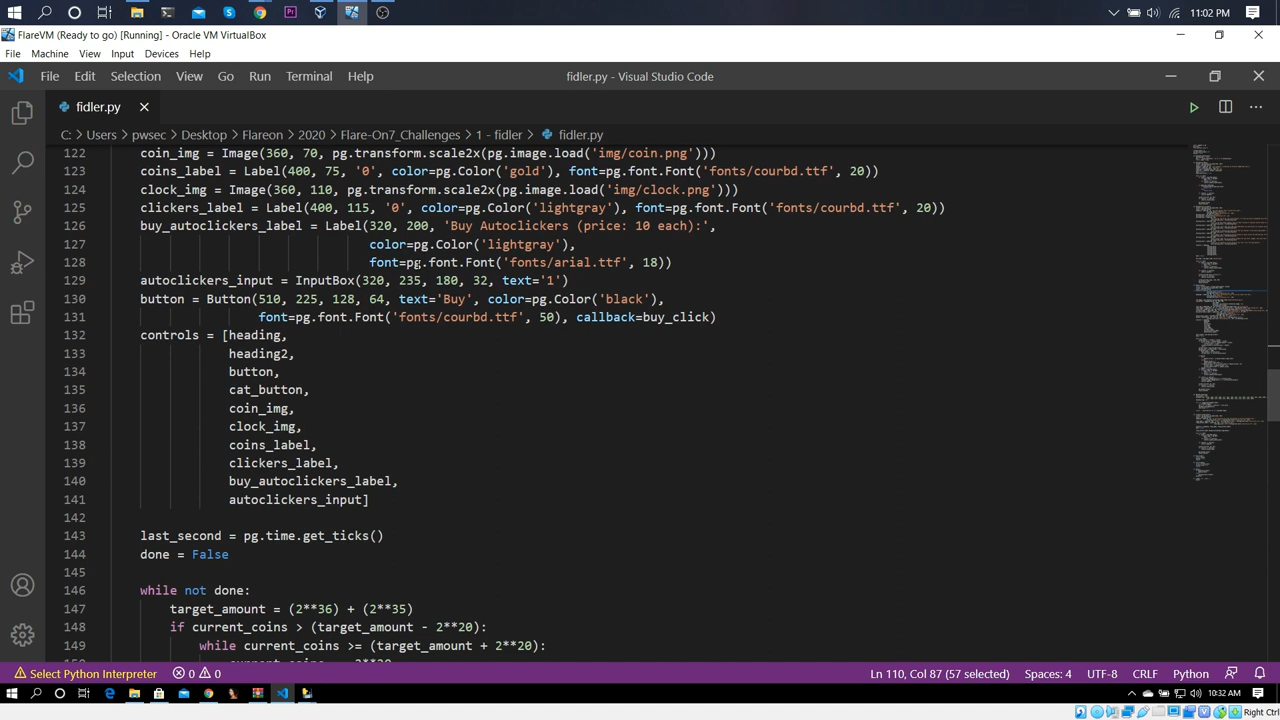 11:02 PM
FlareVM (Ready to go) [Running] - Oracle VM VirtualBox
File Machine View Input Devices Help
File Edit Selection View Go Run Terminal Help
fidler.py - Visual Studio Code
fidler.py
C: > Users > pwsec > Desktop > Flareon > 2020 > Flare-On7_Challenges > 1 - fidler > fidler.py
122 coin_img = Image(360, 70, pg.transform.scale2x(pg.image.load('img/coin.png')))
123 coins_label = Label(400, 75, '0', color=pg.Color('gold'), font=pg.font.Font('fonts/courbd.ttf', 20))
124 clock_img = Image(360, 110, pg.transform.scale2x(pg.image.load('img/clock.png')))
125 clickers_label = Label(400, 115, '0', color=pg.Color('lightgray'), font=pg.font.Font('fonts/courbd.ttf', 20))
126 buy_autoclickers_label = Label(320, 200, 'Buy Autoclickers (price: 10 each):',
127 color=pg.Color('lightgray'),
128 font=pg.font.Font('fonts/arial.ttf', 18))
129 autoclickers_input = InputBox(320, 235, 180, 32, text='1')
130 button = Button(510, 225, 128, 64, text='Buy', color=pg.Color('black'),
131 font=pg.font.Font('fonts/courbd.ttf', 50), callback=buy_click)
132 controls = [heading,
133 heading2,
134 button,
135 cat_button,
136 coin_img,
137 clock_img,
138 coins_label,
139 clickers_label,
140 buy_autoclickers_label,
141 autoclickers_input]
142
143 last_second = pg.time.get_ticks()
144 done = False
145
146 while not done:
147 target_amount = (2**36) + (2**35)
148 if current_coins > (target_amount - 2**20):
149 while current_coins >= (target_amount + 2**20):
Select Python Interpreter 0 0 Ln 110, Col 87 (57 selected) Spaces: 4 UTF-8 CRLF Python
10:32 AM
Right Ctrl